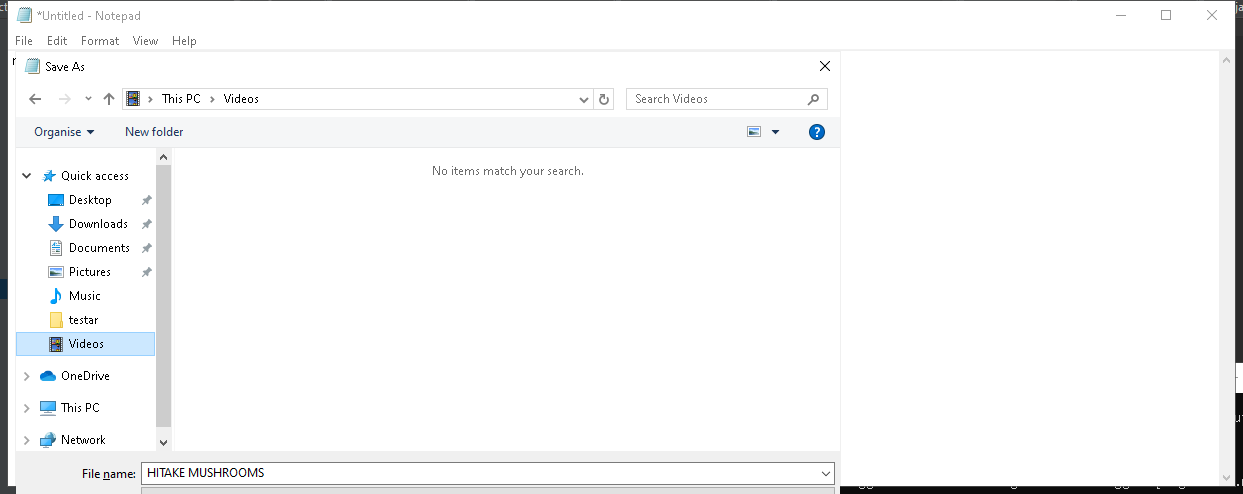 *Untitled - Notepad
File Edit Format View Help
Save As
This PC Videos
Search Videos
Organise New folder
No items match your search.
Quick access
Desktop
Downloads
Documents
Pictures
Music
testar
Videos
OneDrive
This PC
Network
File name: HITAKE MUSHROOMS